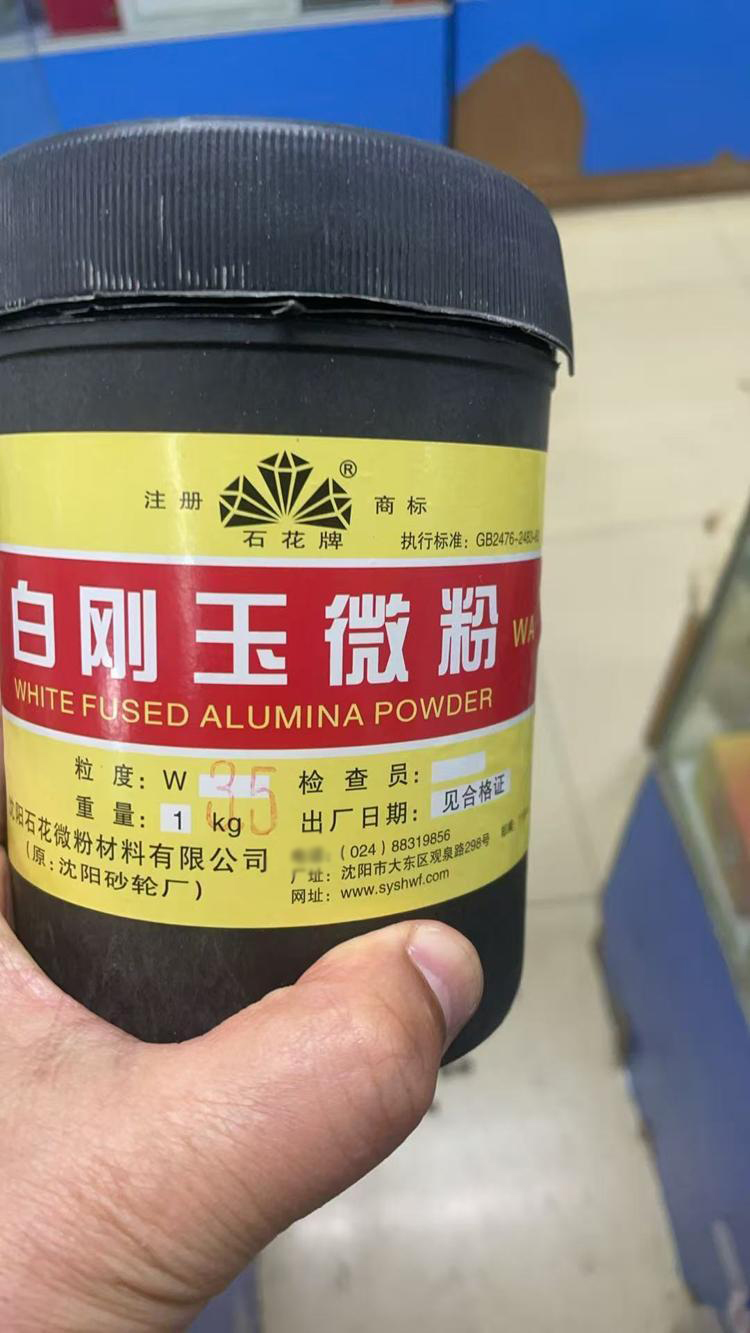 注册 ® 商标
石花牌
执行标准：GB2476-2483-
白刚玉微粉 WA
WHITE FUSED ALUMINA POWDER
粒度：W 35
重量：1 kg
检查员：
出厂日期：见合格证
沈阳石花微粉材料有限公司
(原：沈阳砂轮厂)
（024）88319856
厂址：沈阳市大东区观泉路298号
网址：www.syshwf.com